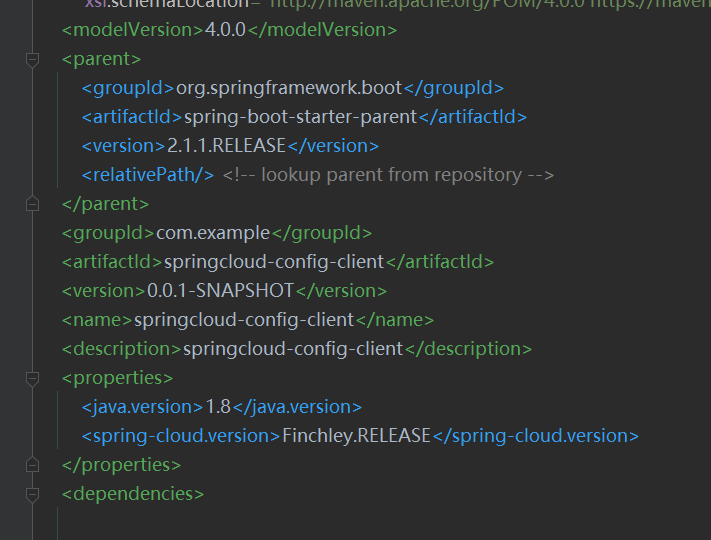 xsi:schemaLocation="http://maven.apache.org/POM/4.0.0 https://maven
<modelVersion>4.0.0</modelVersion>
<parent>
<groupId>org.springframework.boot</groupId>
<artifactId>spring-boot-starter-parent</artifactId>
<version>2.1.1.RELEASE</version>
<relativePath/> <!-- lookup parent from repository -->
</parent>
<groupId>com.example</groupId>
<artifactId>springcloud-config-client</artifactId>
<version>0.0.1-SNAPSHOT</version>
<name>springcloud-config-client</name>
<description>springcloud-config-client</description>
<properties>
<java.version>1.8</java.version>
<spring-cloud.version>Finchley.RELEASE</spring-cloud.version>
</properties>
<dependencies>